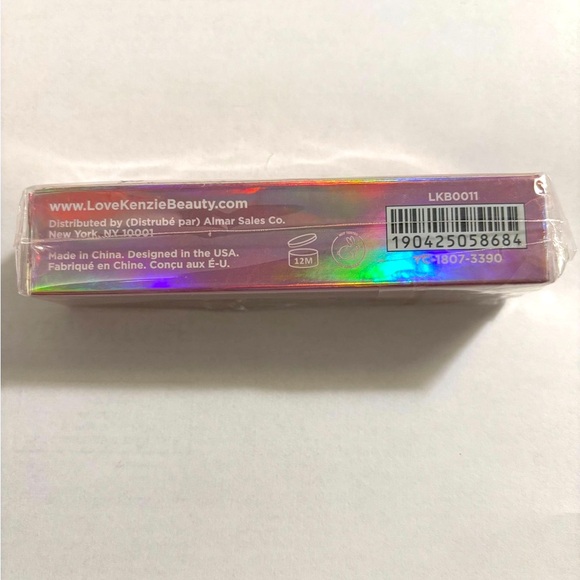 www.LoveKenzieBeauty.com
Distributed by (Distrubé par) Almar Sales Co.
New York, NY 10001
Made in China. Designed in the USA.
Fabriqué en Chine. Conçu aux É-U.
12M
LKB0011
190425058684
-1807-3390